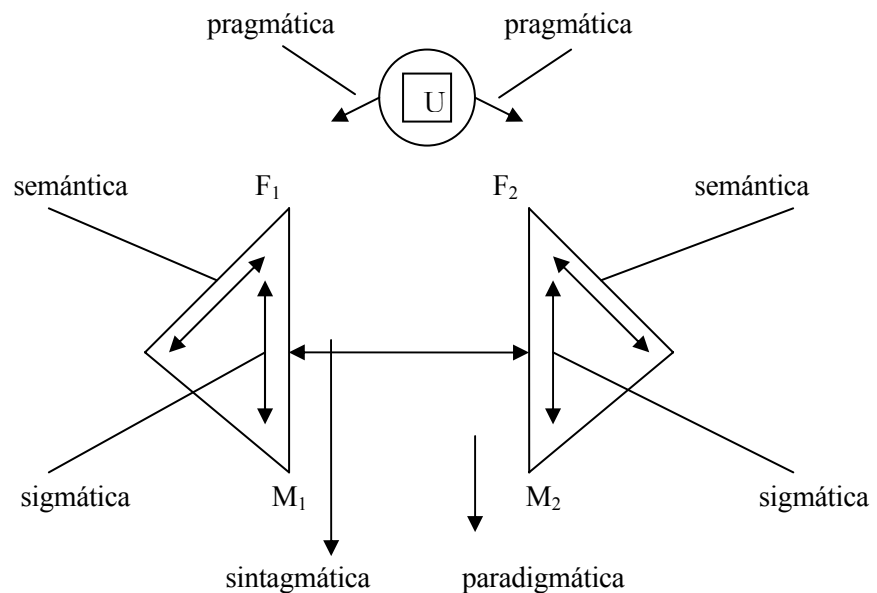 pragmática pragmática
U
semántica F₁ F₂ semántica
sigmática M₁ M₂ sigmática
sintagmática paradigmática